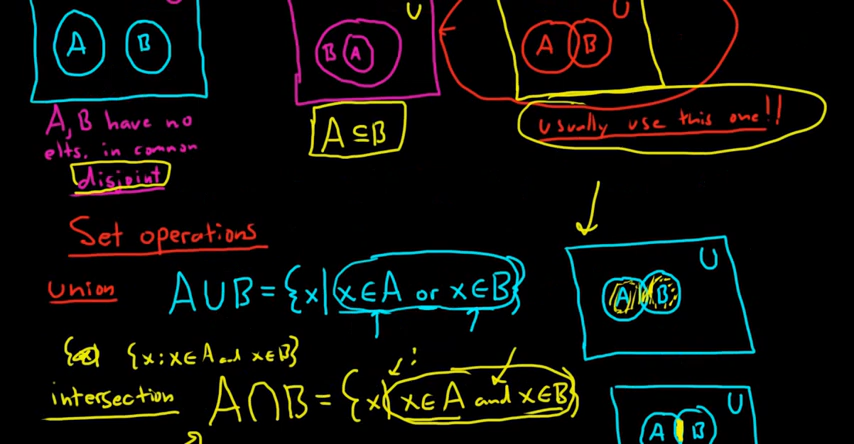 U
A B
B A
A B
A, B have no
elts. in common
disjoint
A ⊆ B
usually use this one!!
Set operations
union A ∪ B = {x | x ∈ A or x ∈ B}
U
A B
{x : x ∈ A and x ∈ B}
:
intersection A ∩ B = {x | x ∈ A and x ∈ B}
U
A B